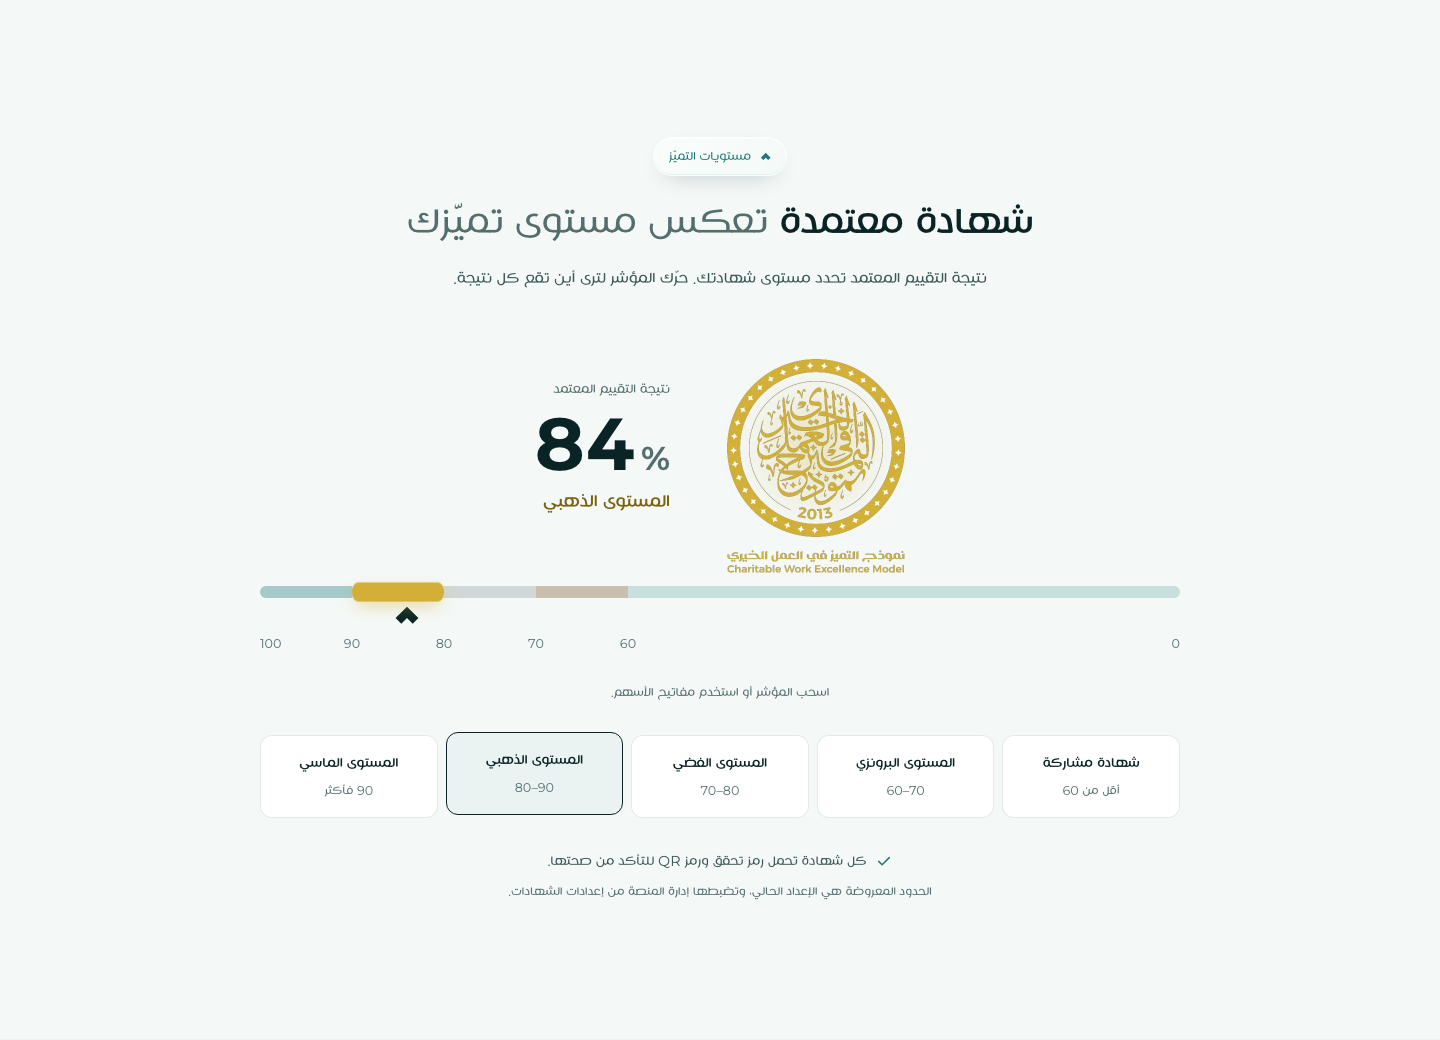 مستويات التميّز
شهادة معتمدة تعكس مستوى تميّزك
نتيجة التقييم المعتمد تحدد مستوى شهادتك. حرّك المؤشر لترى أين تقع كل نتيجة.
2013
نموذج التميز في العمل الخيري
Charitable Work Excellence Model
نتيجة التقييم المعتمد
84%
المستوى الذهبي
0 60 70 80 90 100
اسحب المؤشر أو استخدم مفاتيح الأسهم.
شهادة مشاركة
أقل من 60
المستوى البرونزي
60–70
المستوى الفضي
70–80
المستوى الذهبي
80–90
المستوى الماسي
90 فأكثر
كل شهادة تحمل رمز تحقق ورمز QR للتأكد من صحتها.
الحدود المعروضة هي الإعداد الحالي، وتضبطها إدارة المنصة من إعدادات الشهادات.